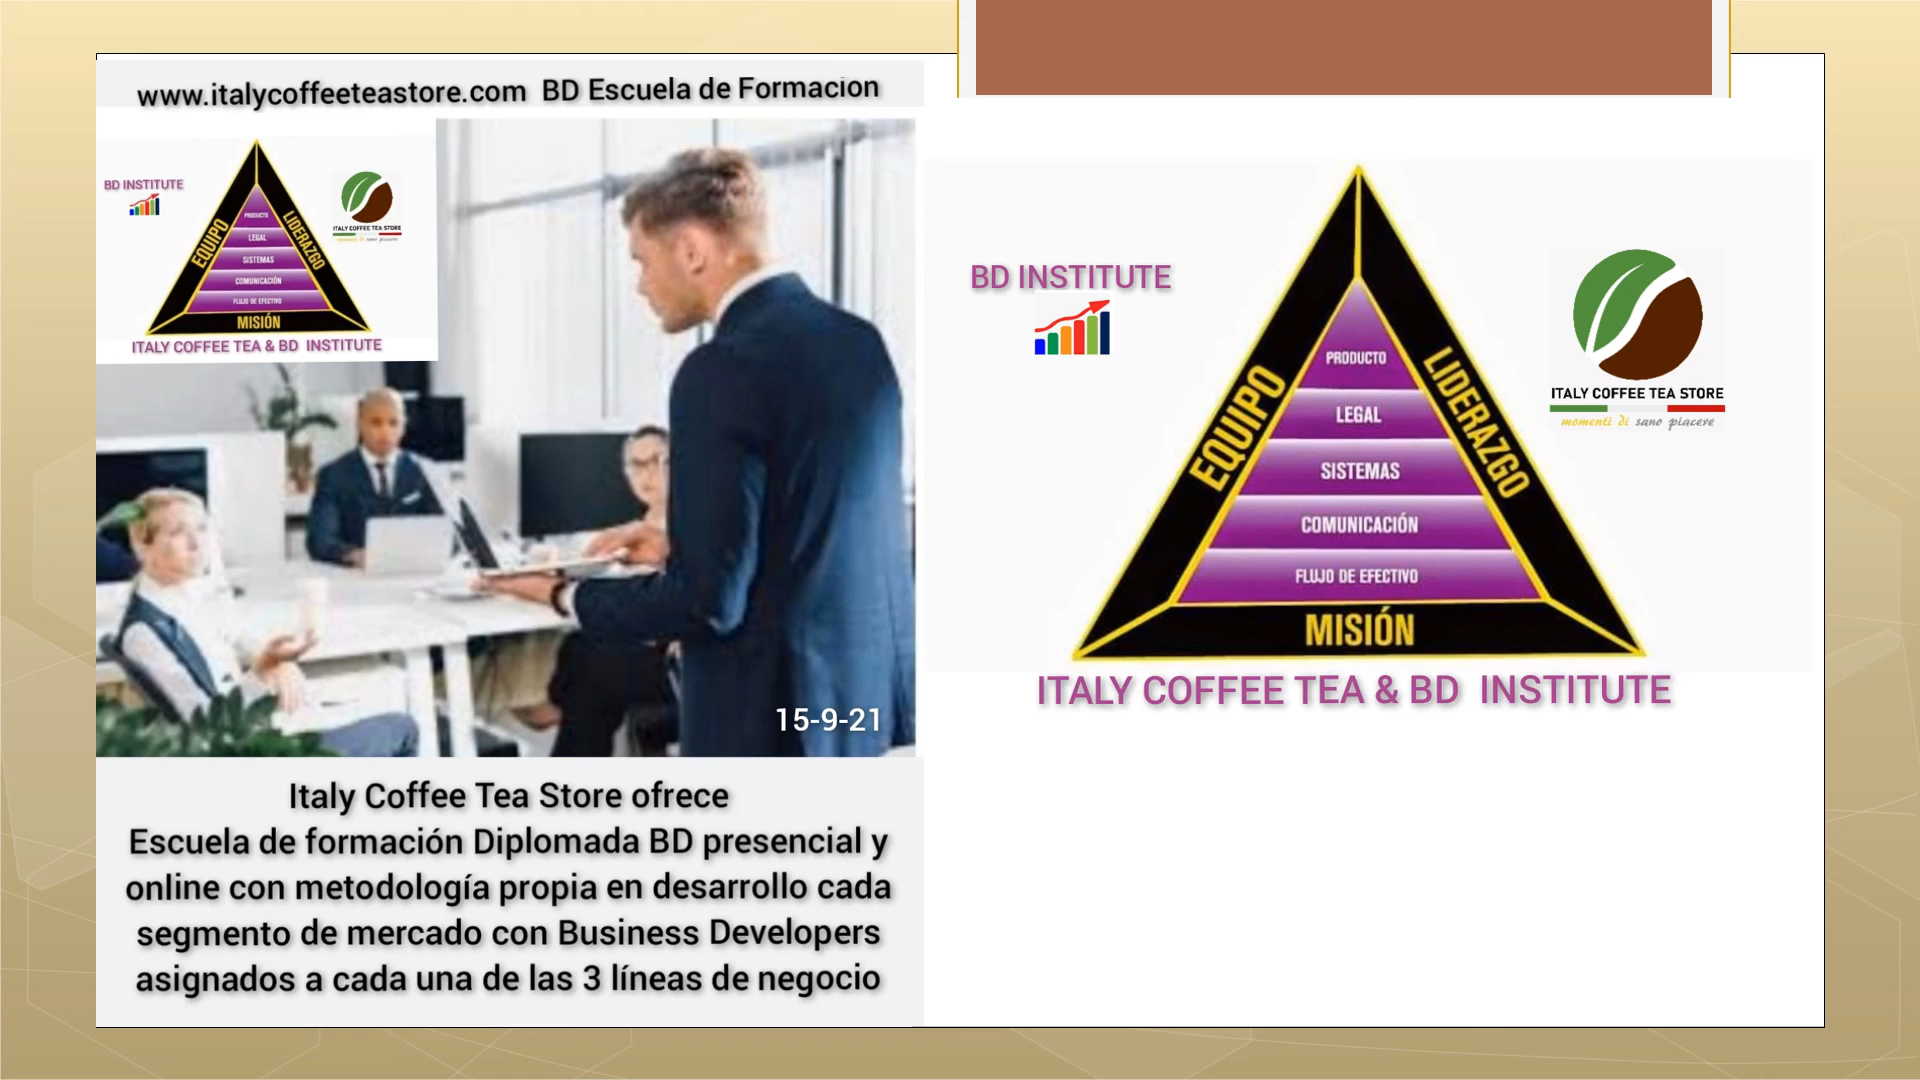 www.italycoffeeteastore.com BD Escuela de Formacion
BD INSTITUTE
EQUIPO
LIDERAZGO
PRODUCTO
LEGAL
SISTEMAS
COMUNICACIÓN
FLUJO DE EFECTIVO
MISIÓN
ITALY COFFEE TEA STORE
momenti di sano piacere
ITALY COFFEE TEA & BD INSTITUTE
15-9-21
Italy Coffee Tea Store ofrece
Escuela de formación Diplomada BD presencial y
online con metodología propia en desarrollo cada
segmento de mercado con Business Developers
asignados a cada una de las 3 líneas de negocio
BD INSTITUTE
EQUIPO
LIDERAZGO
PRODUCTO
LEGAL
SISTEMAS
COMUNICACIÓN
FLUJO DE EFECTIVO
MISIÓN
ITALY COFFEE TEA STORE
momenti di sano piacere
ITALY COFFEE TEA & BD INSTITUTE